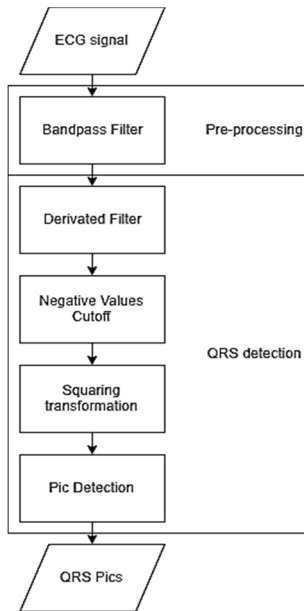 ECG signal
Bandpass Filter
Pre-processing
Derivated Filter
Negative Values
Cutoff
QRS detection
Squaring
transformation
Pic Detection
QRS Pics